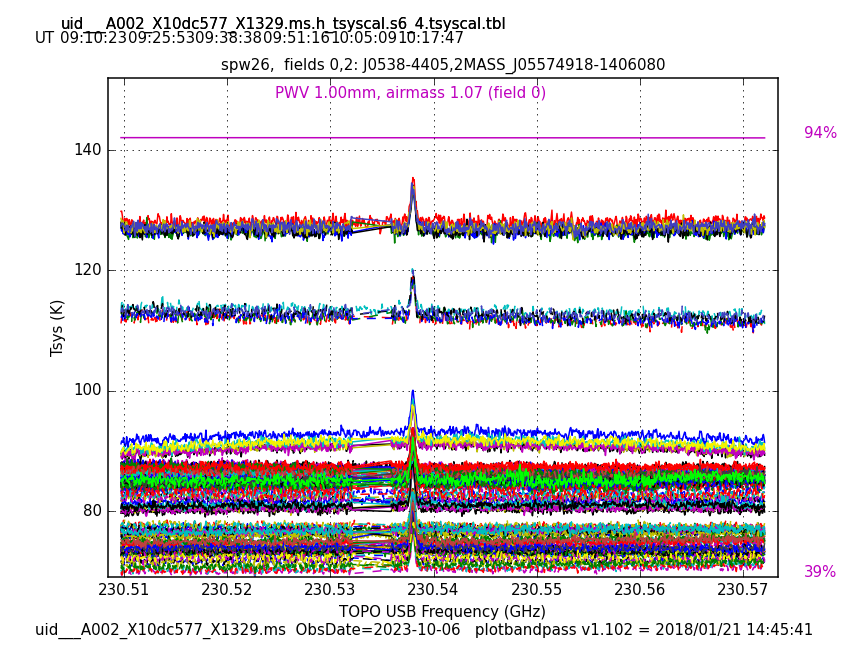 uid___A002_X10dc577_X1329.ms.h_tsyscal.s6_4.tsyscal.tbl
UT 09:10:23 09:25:53 09:38:38 09:51:16 10:05:09 10:17:47
spw26,  fields 0,2: J0538-4405,2MASS_J05574918-1406080
PWV 1.00mm, airmass 1.07 (field 0)
94%
140
120
100
80
Tsys (K)
39%
230.51 230.52 230.53 230.54 230.55 230.56 230.57
TOPO USB Frequency (GHz)
uid___A002_X10dc577_X1329.ms  ObsDate=2023-10-06   plotbandpass v1.102 = 2018/01/21 14:45:41